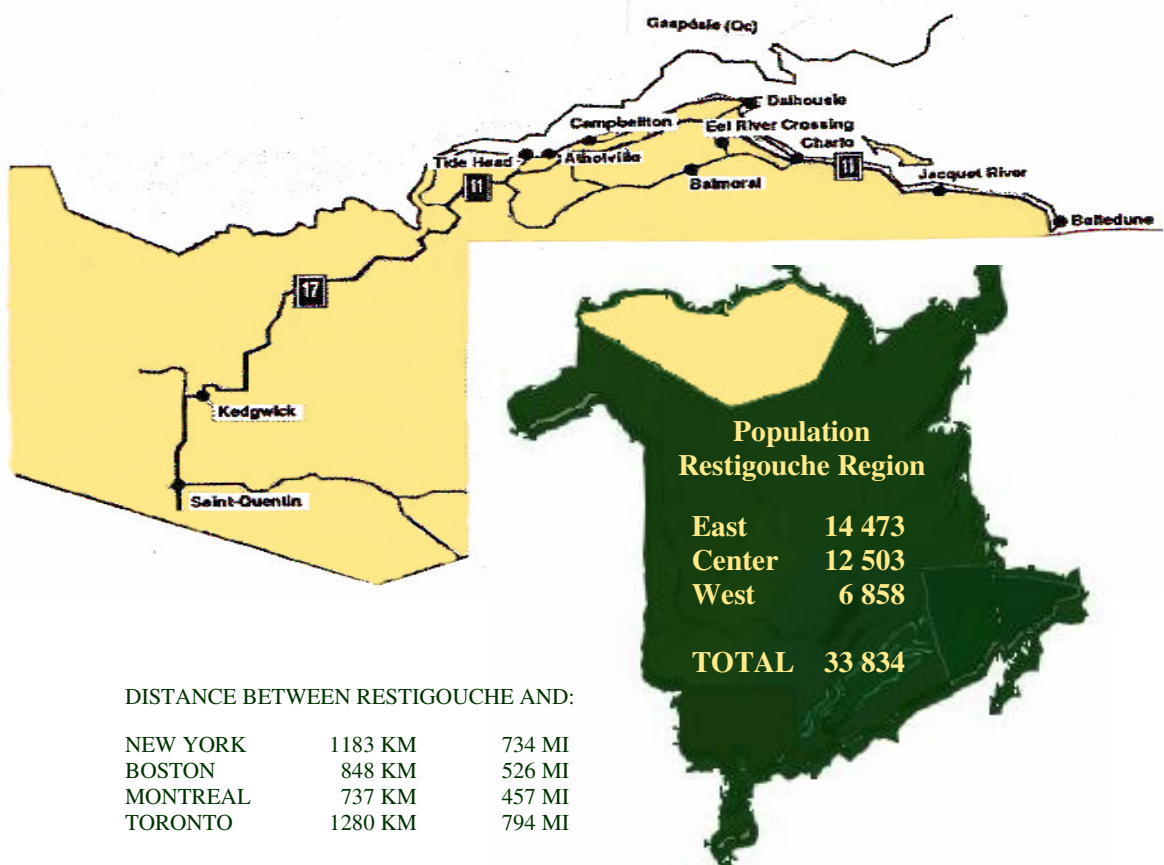 Gaspésie (Qc)
Dalhousie
Campbellton
Eel River Crossing
Charlo
Tide Head
Atholville
11
11
Balmoral
Jacquet River
Balledune
17
Kedgwick
Saint-Quentin
Population
Restigouche Region
East 14 473
Center 12 503
West 6 858
TOTAL 33 834
DISTANCE BETWEEN RESTIGOUCHE AND:
NEW YORK 1183 KM 734 MI
BOSTON 848 KM 526 MI
MONTREAL 737 KM 457 MI
TORONTO 1280 KM 794 MI